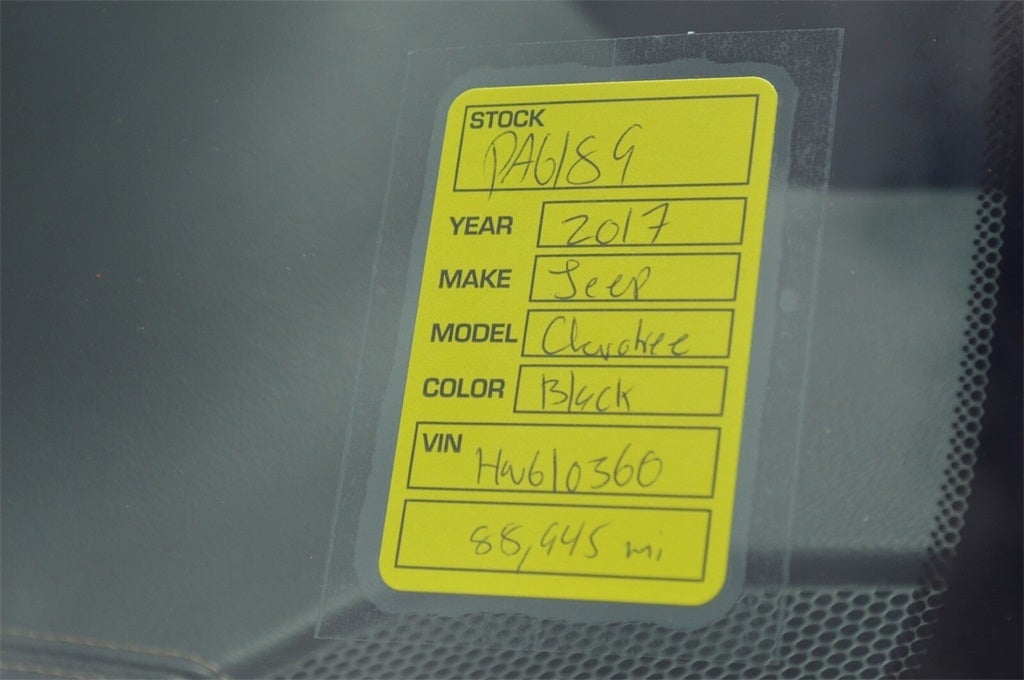 STOCK
PA6189
YEAR 2017
MAKE Jeep
MODEL Cherokee
COLOR Black
VIN
HW610360
88,945 mi